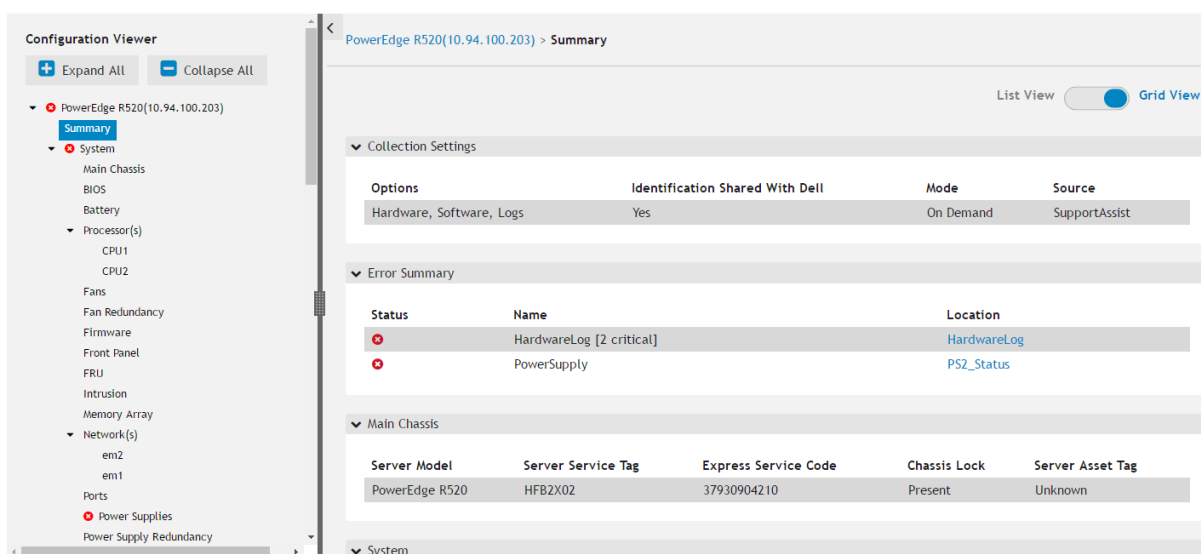 Configuration Viewer
Expand All
Collapse All
PowerEdge R520(10.94.100.203)
Summary
System
Main Chassis
BIOS
Battery
Processor(s)
CPU1
CPU2
Fans
Fan Redundancy
Firmware
Front Panel
FRU
Intrusion
Memory Array
Network(s)
em2
em1
Ports
Power Supplies
Power Supply Redundancy
PowerEdge R520(10.94.100.203) > Summary
List View Grid View
Collection Settings
Options Identification Shared With Dell Mode Source
Hardware, Software, Logs Yes On Demand SupportAssist
Error Summary
Status Name Location
HardwareLog [2 critical] HardwareLog
PowerSupply PS2_Status
Main Chassis
Server Model Server Service Tag Express Service Code Chassis Lock Server Asset Tag
PowerEdge R520 HFB2X02 37930904210 Present Unknown
System